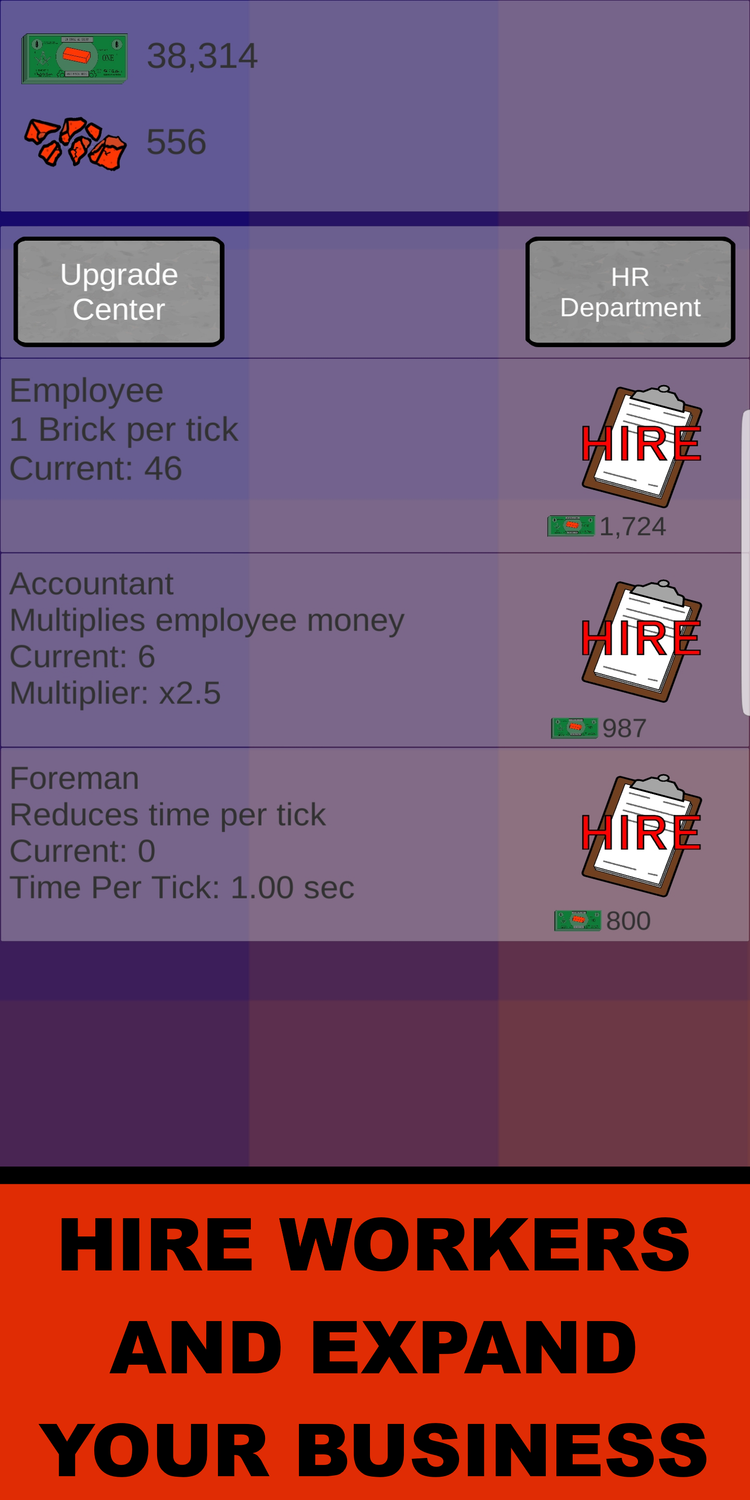 38,314
556
Upgrade
Center
HR
Department
Employee
1 Brick per tick
Current: 46
HIRE
1,724
Accountant
Multiplies employee money
Current: 6
Multiplier: x2.5
HIRE
987
Foreman
Reduces time per tick
Current: 0
Time Per Tick: 1.00 sec
HIRE
800
HIRE WORKERS
AND EXPAND
YOUR BUSINESS